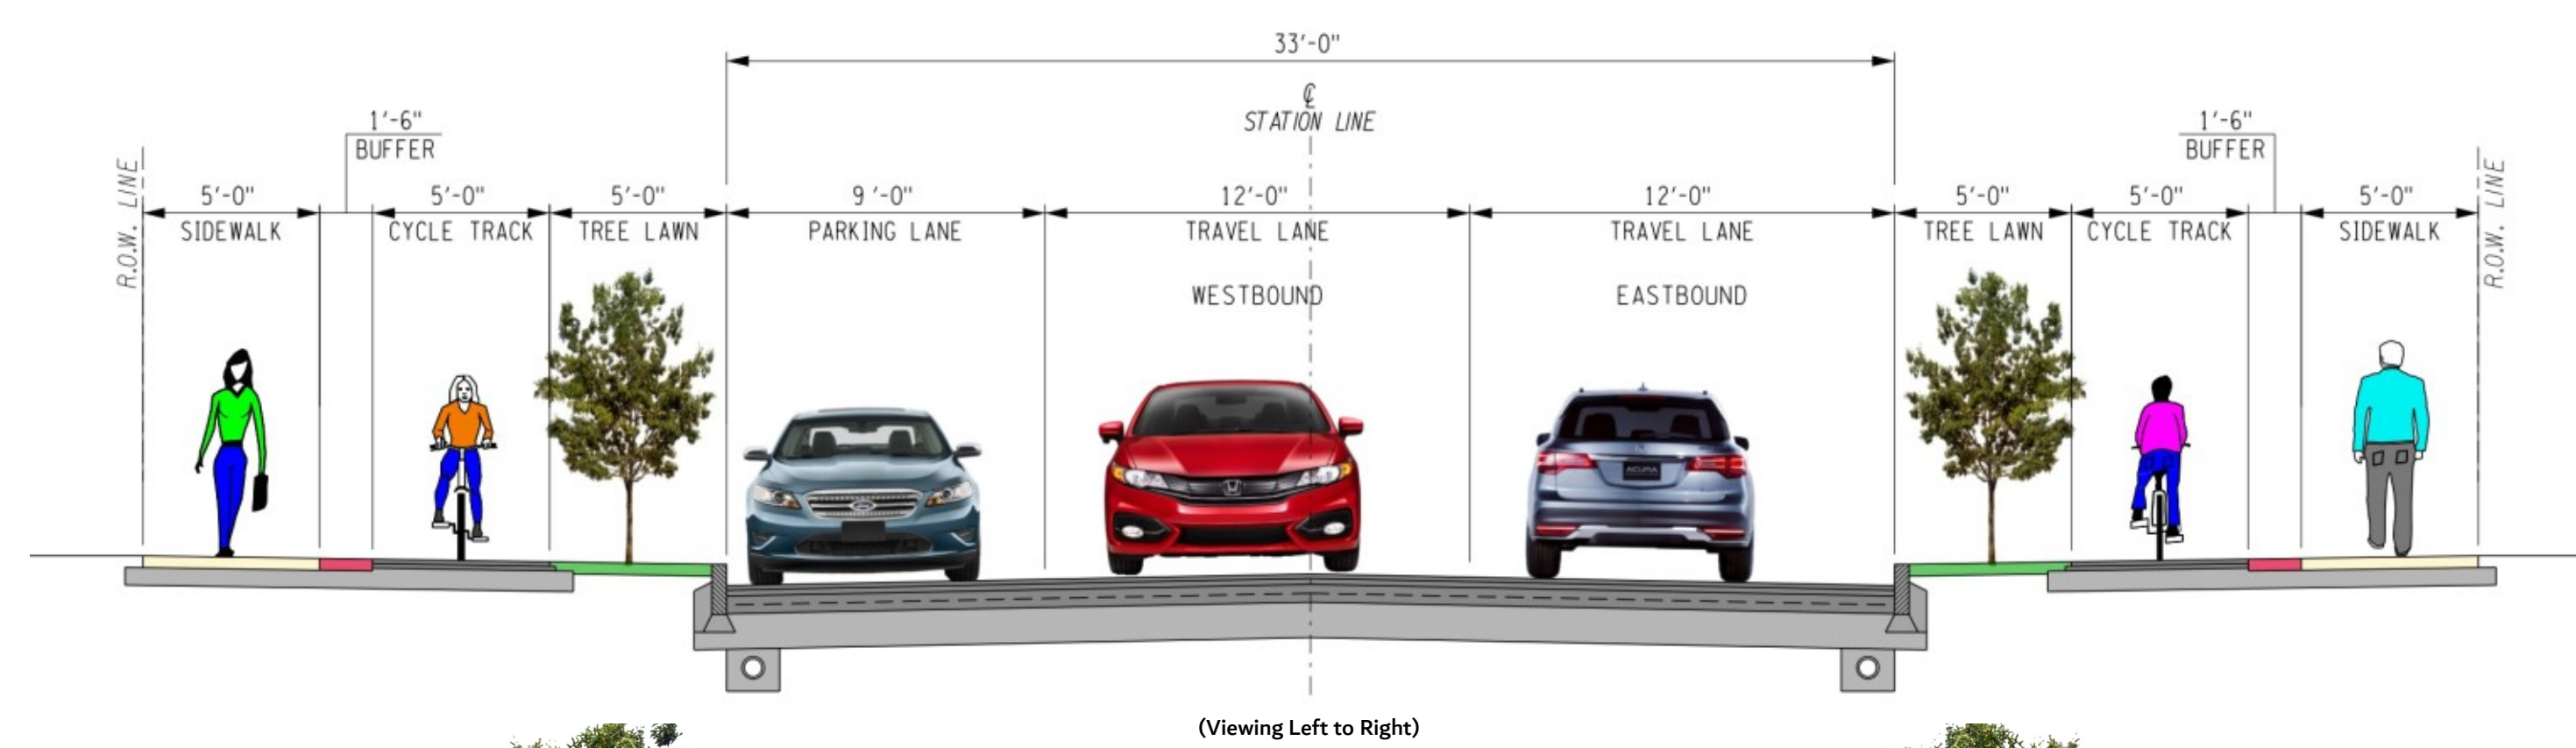 33'-0"
℄
STATION LINE
1'-6"
BUFFER
1'-6"
BUFFER
R.O.W. LINE
R.O.W. LINE
5'-0"
5'-0"
5'-0"
9 '-0"
12'-0"
12'-0"
5'-0"
5'-0"
5'-0"
SIDEWALK
CYCLE TRACK
TREE LAWN
PARKING LANE
TRAVEL LANE
TRAVEL LANE
TREE LAWN
CYCLE TRACK
SIDEWALK
WESTBOUND
EASTBOUND
ACURA
(Viewing Left to Right)